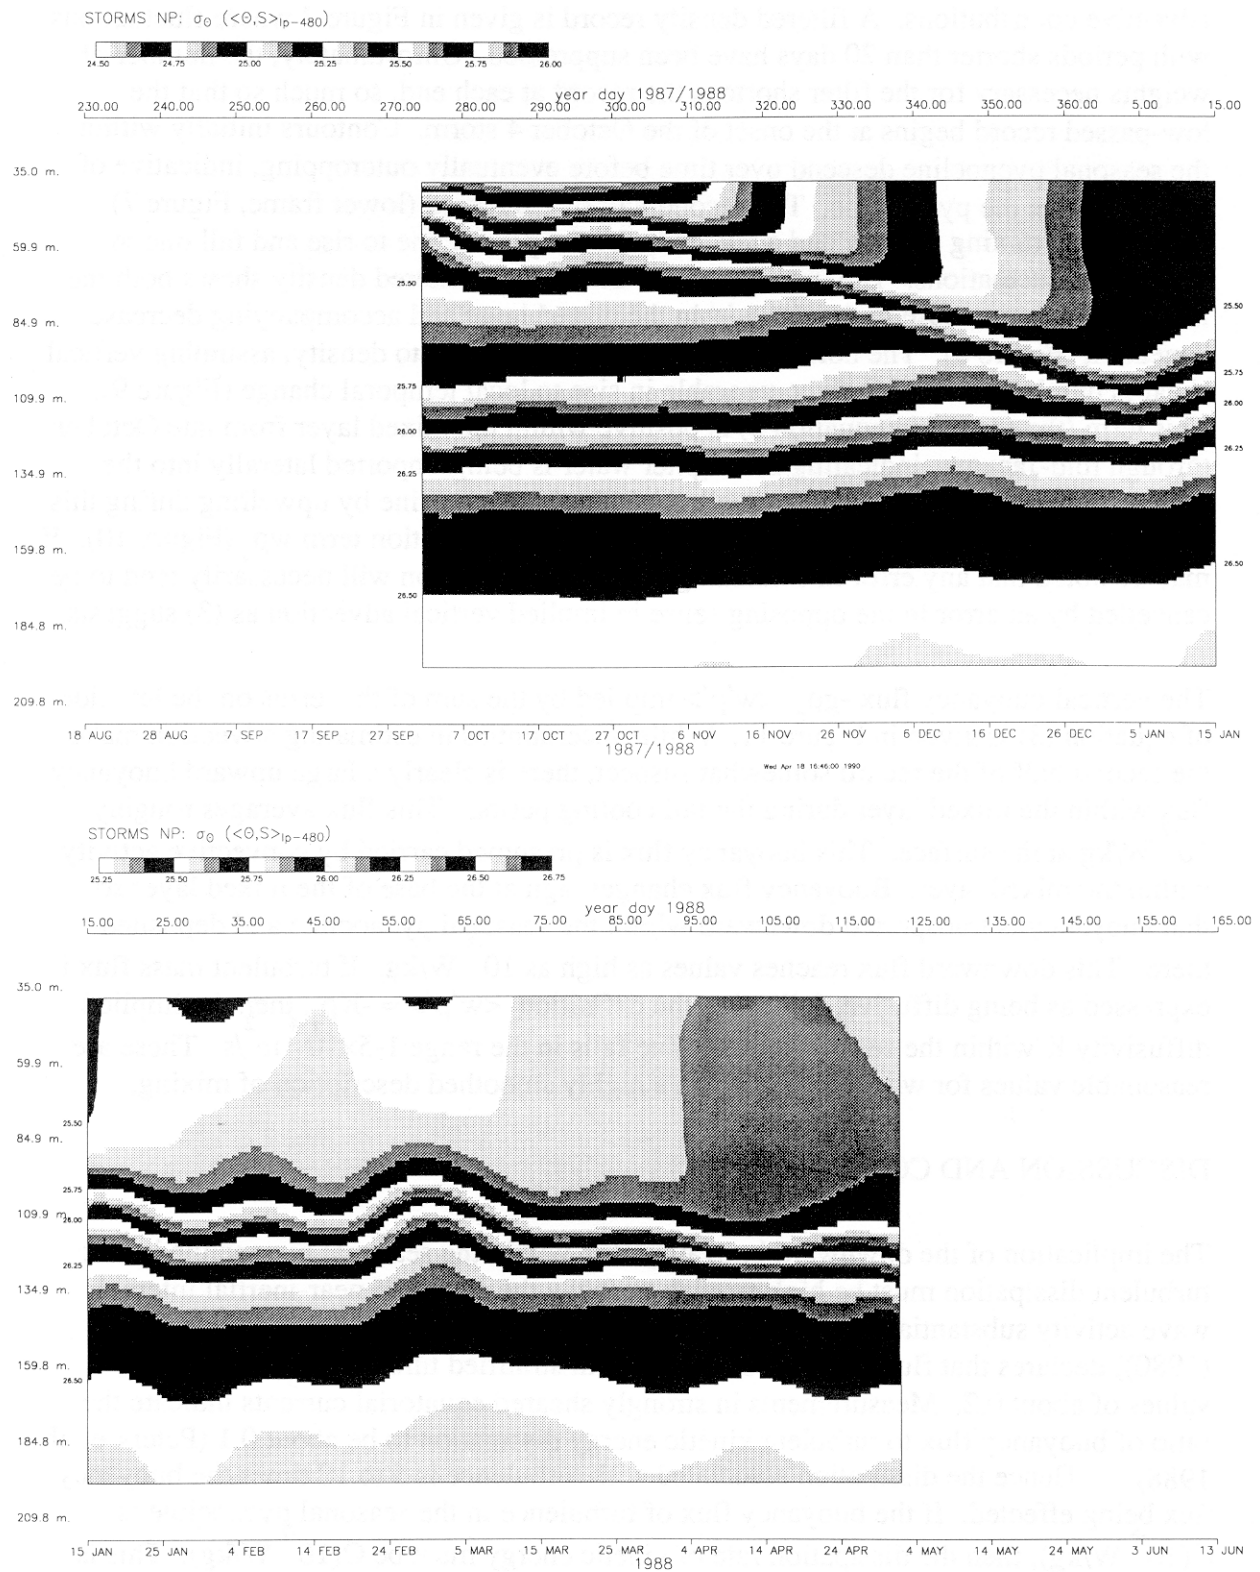 STORMS NP: σΘ (<Θ,S>lp-480)
24.50 24.75 25.00 25.25 25.50 25.75 26.00
year day 1987/1988
230.00 240.00 250.00 260.00 270.00 280.00 290.00 300.00 310.00 320.00 330.00 340.00 350.00 360.00 5.00 15.00
35.0 m.
59.9 m.
25.50
25.50
84.9 m.
25.75
25.75
109.9 m.
26.00
26.00
26.25
26.25
134.9 m.
159.8 m.
26.50
26.50
184.8 m.
209.8 m.
18 AUG 28 AUG 7 SEP 17 SEP 27 SEP 7 OCT 17 OCT 27 OCT 6 NOV 16 NOV 26 NOV 6 DEC 16 DEC 26 DEC 5 JAN 15 JAN
1987/1988
Wed Apr 18 16:46:00 1990
STORMS NP: σΘ (<Θ,S>lp-480)
25.25 25.50 25.75 26.00 26.25 26.50 26.75
year day 1988
15.00 25.00 35.00 45.00 55.00 65.00 75.00 85.00 95.00 105.00 115.00 125.00 135.00 145.00 155.00 165.00
35.0 m.
59.9 m.
25.50
84.9 m.
25.75
109.9 m.
26.00
26.25
134.9 m.
159.8 m.
26.50
184.8 m.
209.8 m.
15 JAN 25 JAN 4 FEB 14 FEB 24 FEB 5 MAR 15 MAR 25 MAR 4 APR 14 APR 24 APR 4 MAY 14 MAY 24 MAY 3 JUN 13 JUN
1988